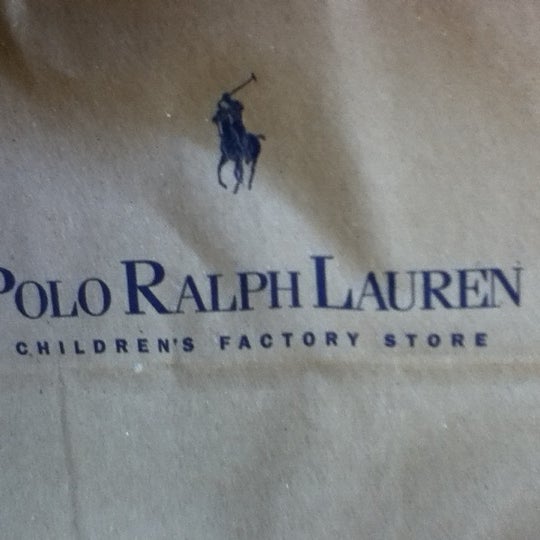 POLO RALPH LAUREN
CHILDREN'S FACTORY STORE